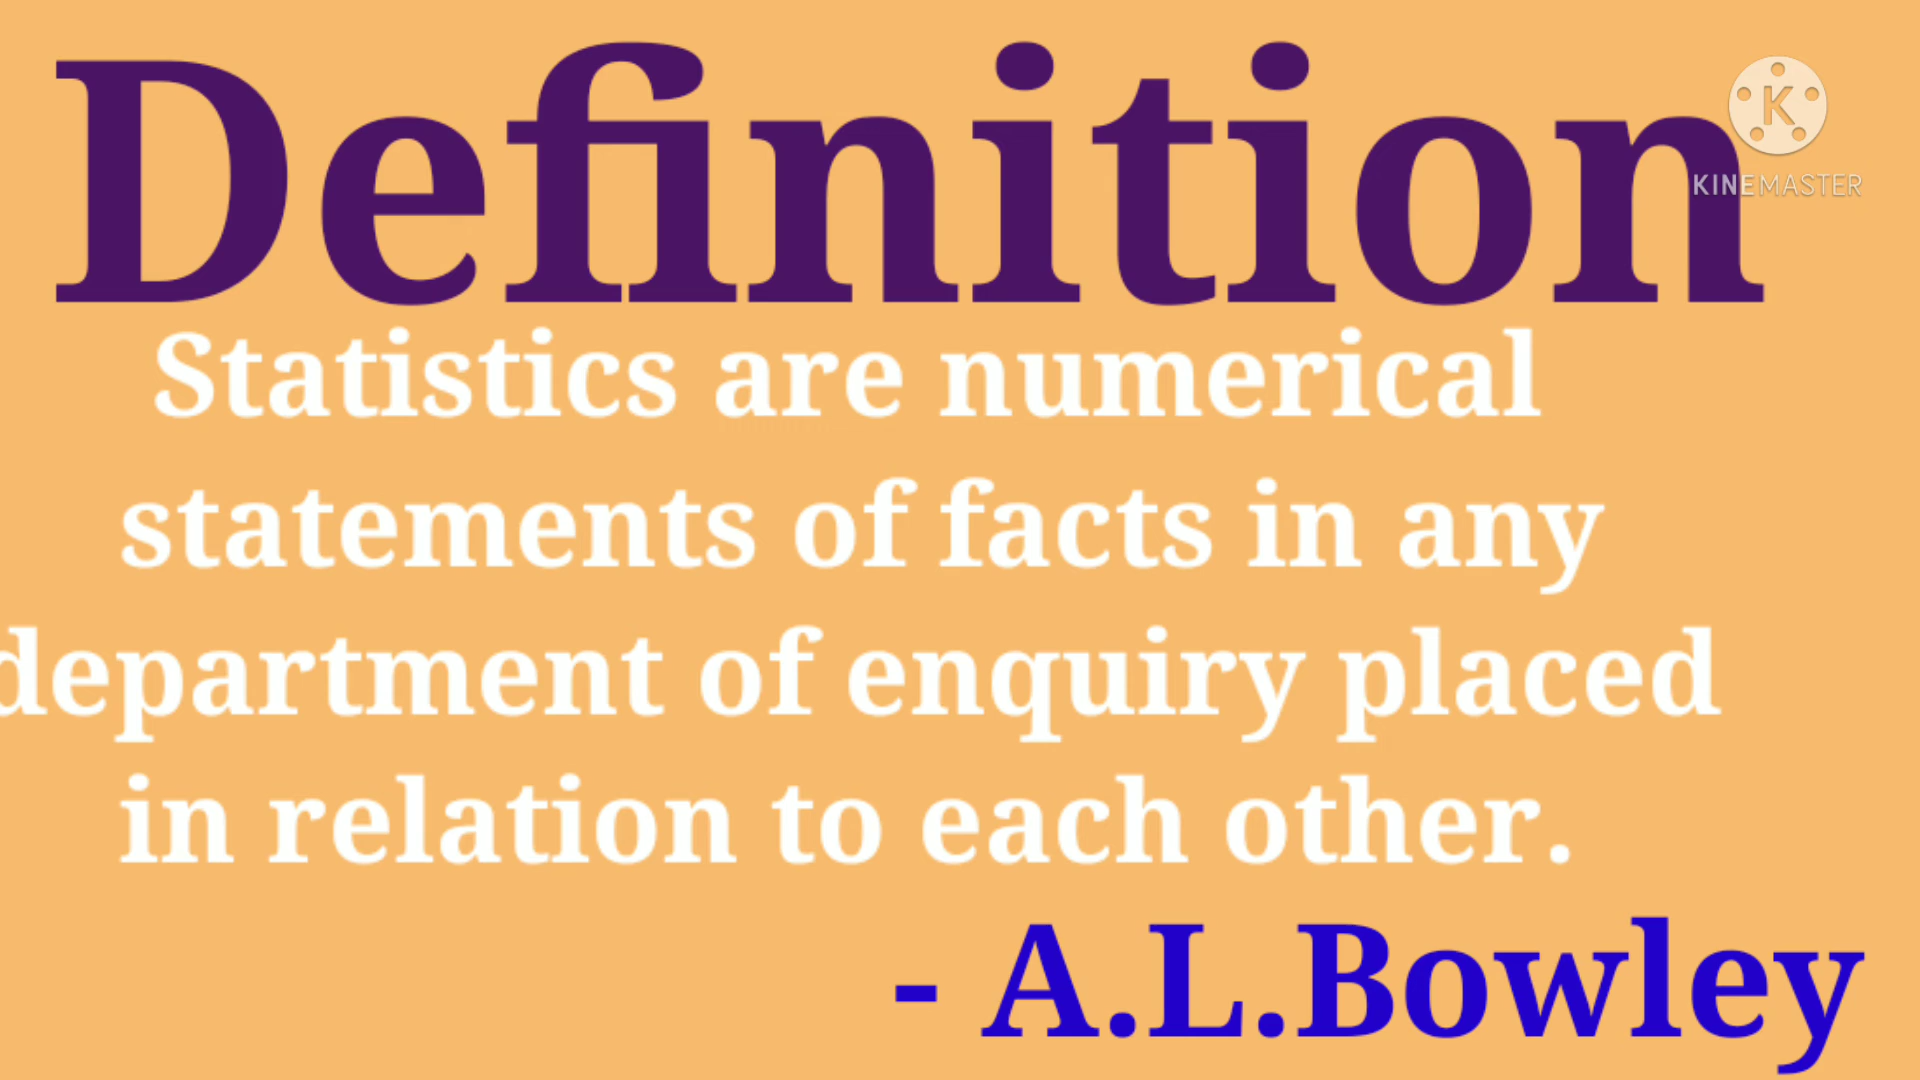 Definition
KINEMASTER
Statistics are numerical
statements of facts in any
department of enquiry placed
in relation to each other.
- A.L.Bowley